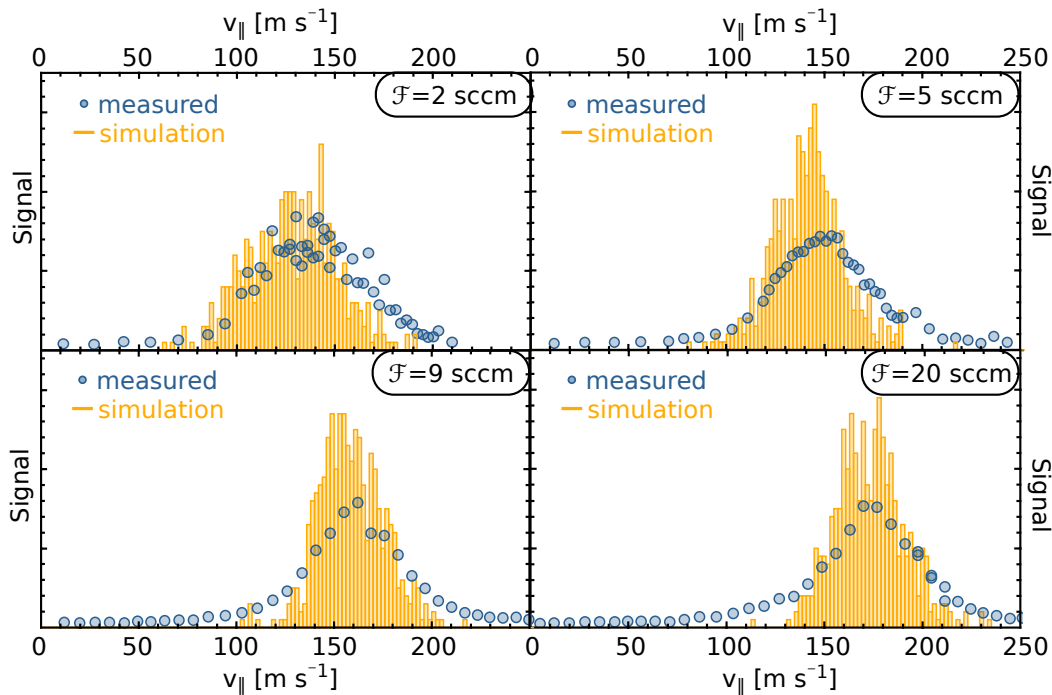 v∥ [m s⁻¹] v∥ [m s⁻¹]
0 50 100 150 200 0 50 100 150 200 250
measured ℱ=2 sccm measured ℱ=5 sccm
simulation simulation
Signal Signal
measured ℱ=9 sccm measured ℱ=20 sccm
simulation simulation
Signal Signal
0 50 100 150 200 0 50 100 150 200 250
v∥ [m s⁻¹] v∥ [m s⁻¹]